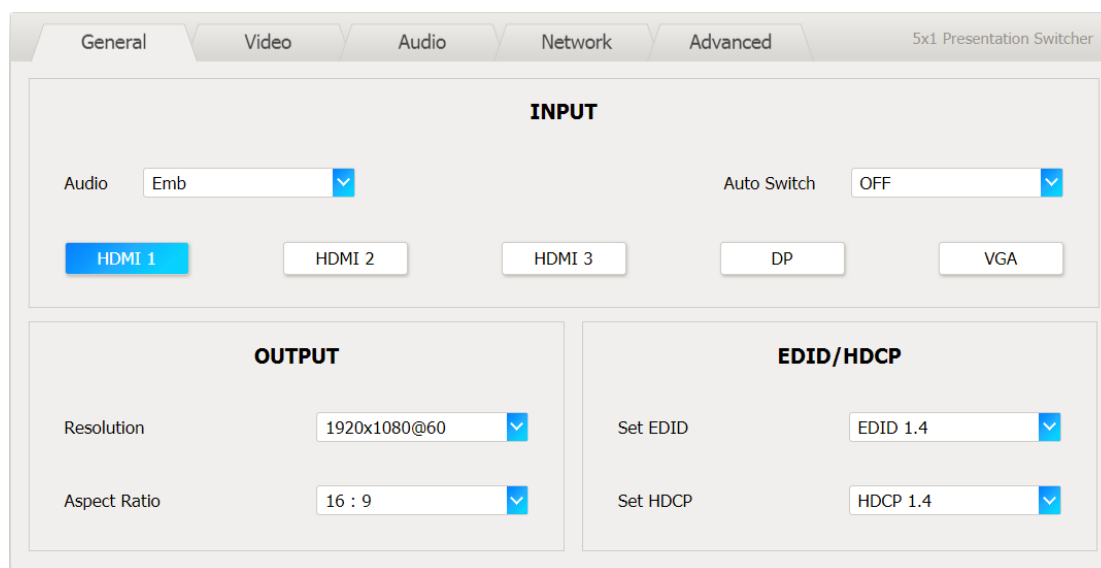 General Video Audio Network Advanced 5x1 Presentation Switcher
INPUT
Audio Emb Auto Switch OFF
HDMI 1 HDMI 2 HDMI 3 DP VGA
OUTPUT
Resolution 1920x1080@60
Aspect Ratio 16 : 9
EDID/HDCP
Set EDID EDID 1.4
Set HDCP HDCP 1.4